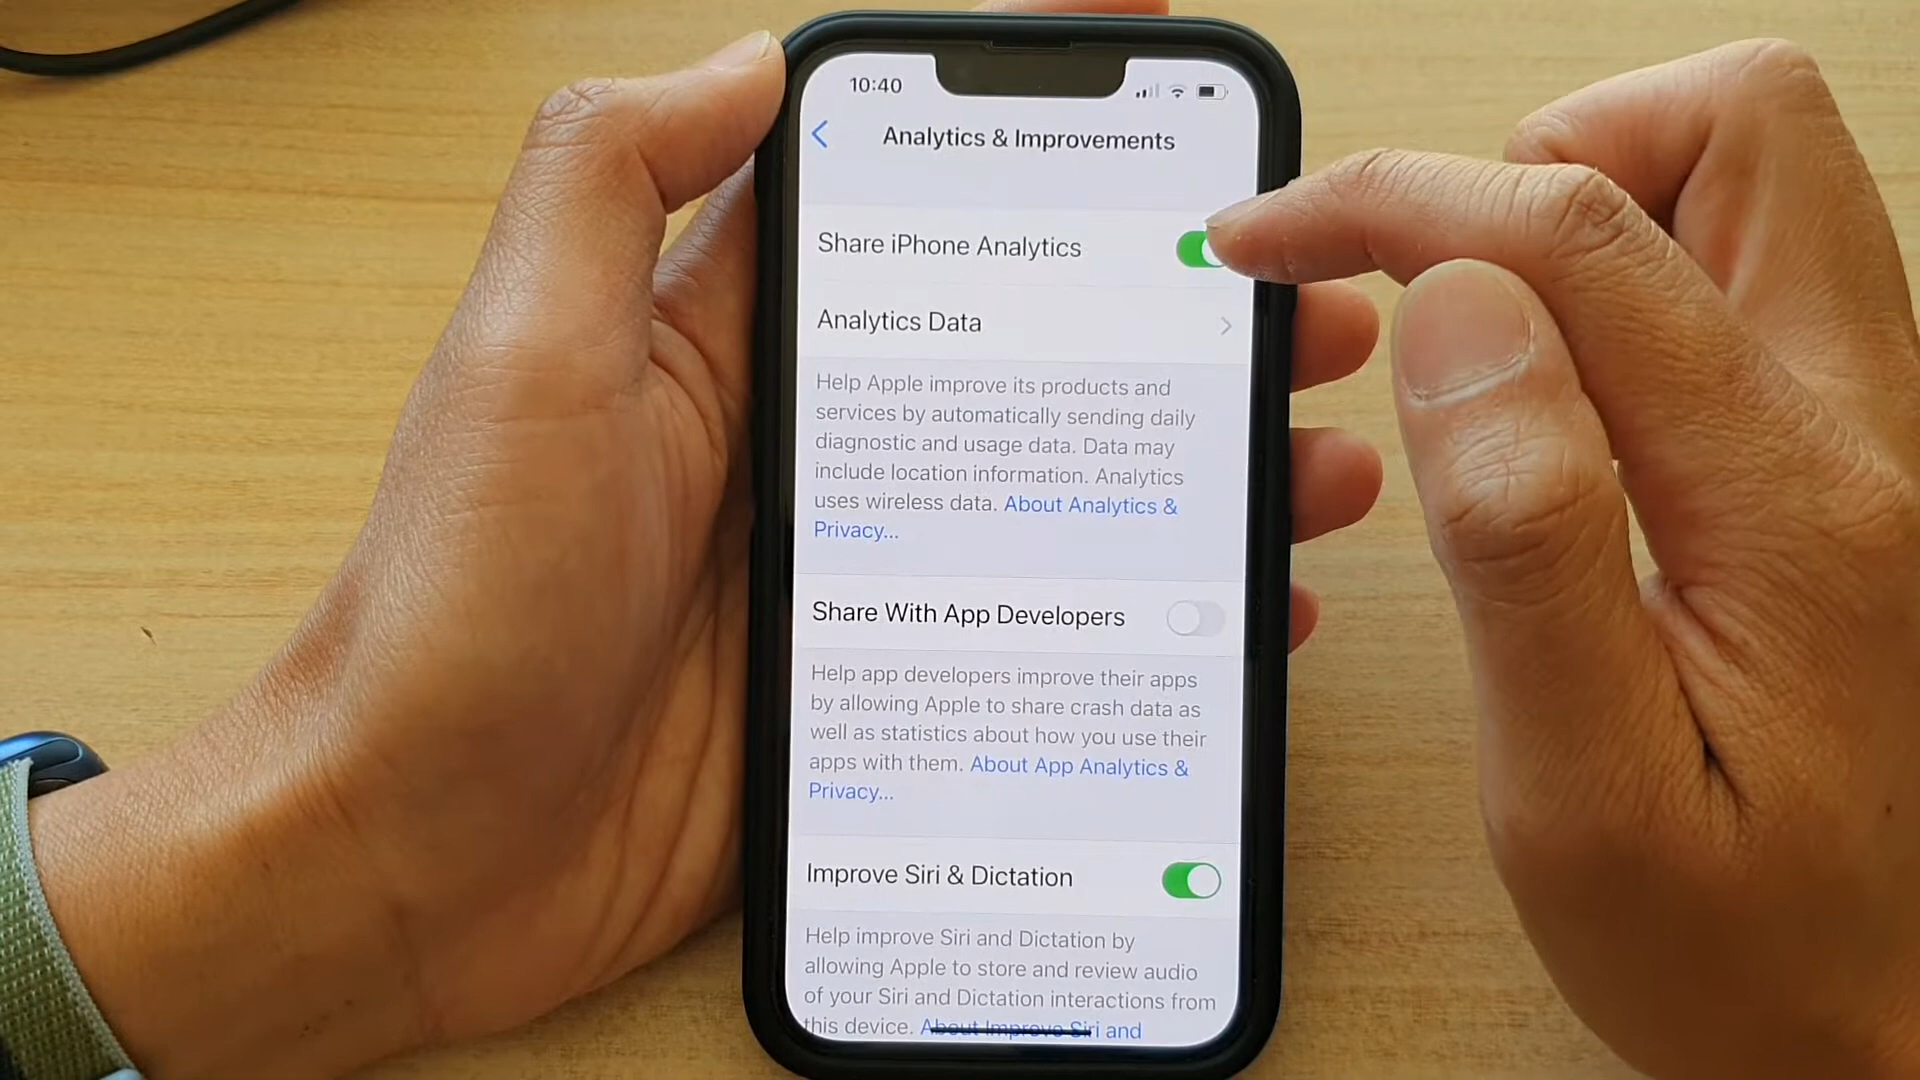 10:40
Analytics & Improvements
Share iPhone Analytics
Analytics Data
Help Apple improve its products and
services by automatically sending daily
diagnostic and usage data. Data may
include location information. Analytics
uses wireless data. About Analytics &
Privacy...
Share With App Developers
Help app developers improve their apps
by allowing Apple to share crash data as
well as statistics about how you use their
apps with them. About App Analytics &
Privacy...
Improve Siri & Dictation
Help improve Siri and Dictation by
allowing Apple to store and review audio
of your Siri and Dictation interactions from
this device. About Improve Siri and